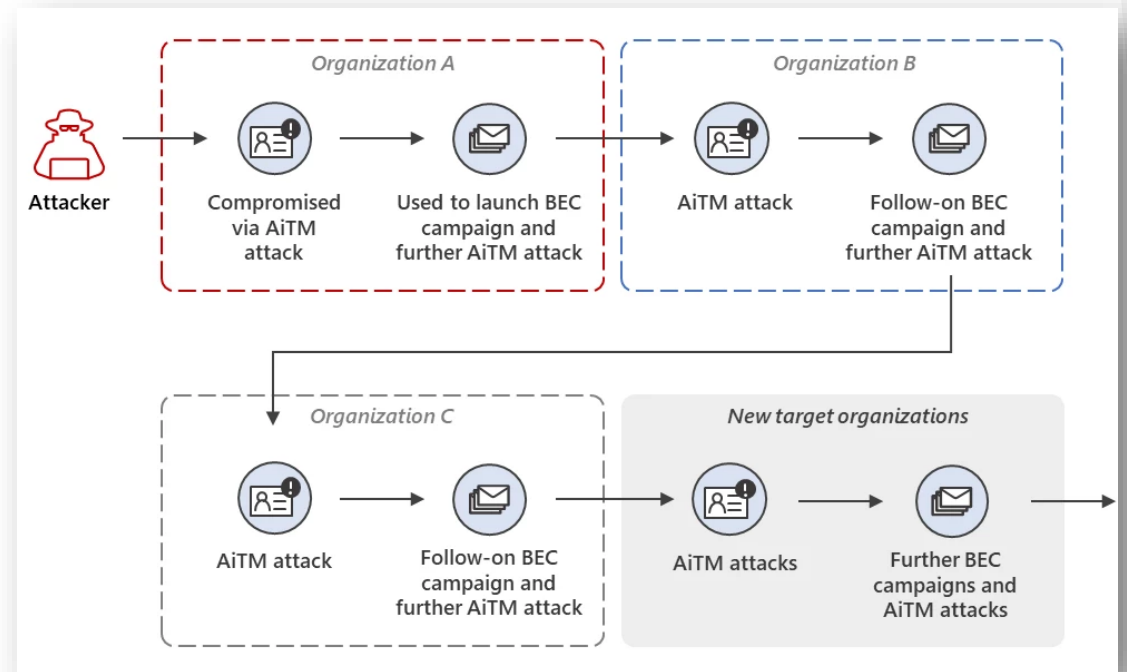 Organization A
Organization B
Attacker
Compromised
via AiTM
attack
Used to launch BEC
campaign and
further AiTM attack
AiTM attack
Follow-on BEC
campaign and
further AiTM attack
Organization C
New target organizations
AiTM attack
Follow-on BEC
campaign and
further AiTM attack
AiTM attacks
Further BEC
campaigns and
AiTM attacks